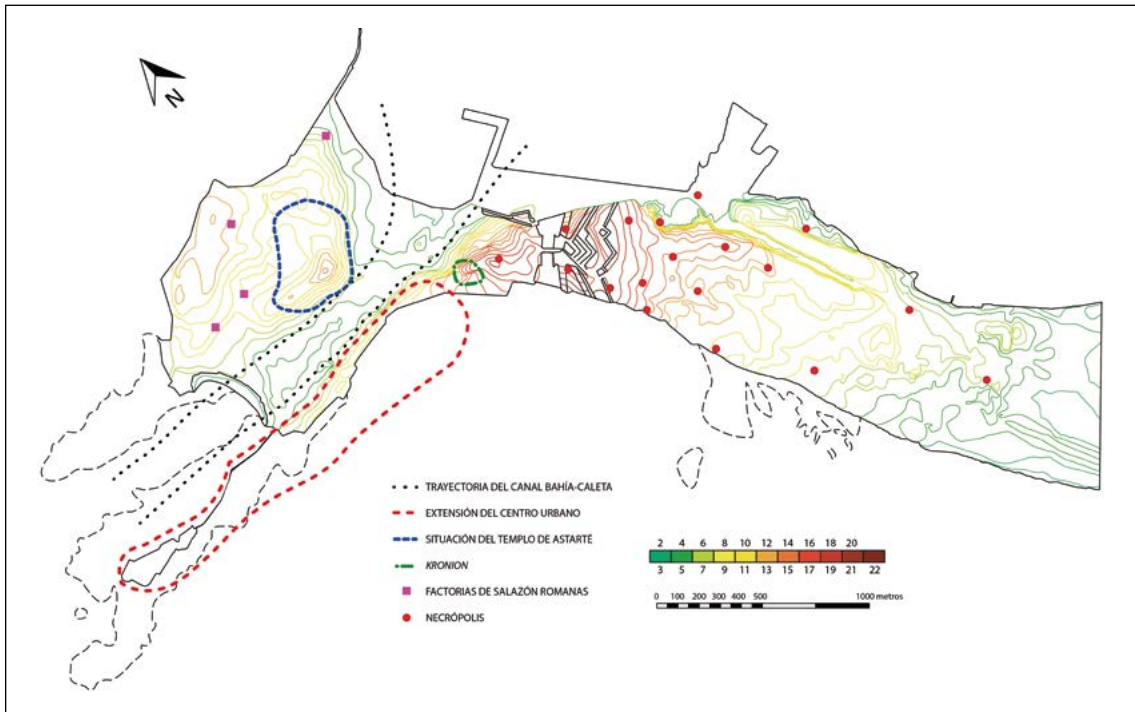 N
TRAYECTORIA DEL CANAL BAHÍA-CALETA
EXTENSIÓN DEL CENTRO URBANO
SITUACIÓN DEL TEMPLO DE ASTARTÉ
KRONION
FACTORIAS DE SALAZÓN ROMANAS
NECRÓPOLIS
2 4 6 8 10 12 14 16 18 20
3 5 7 9 11 13 15 17 19 21 22
0 100 200 300 400 500 1000 metros